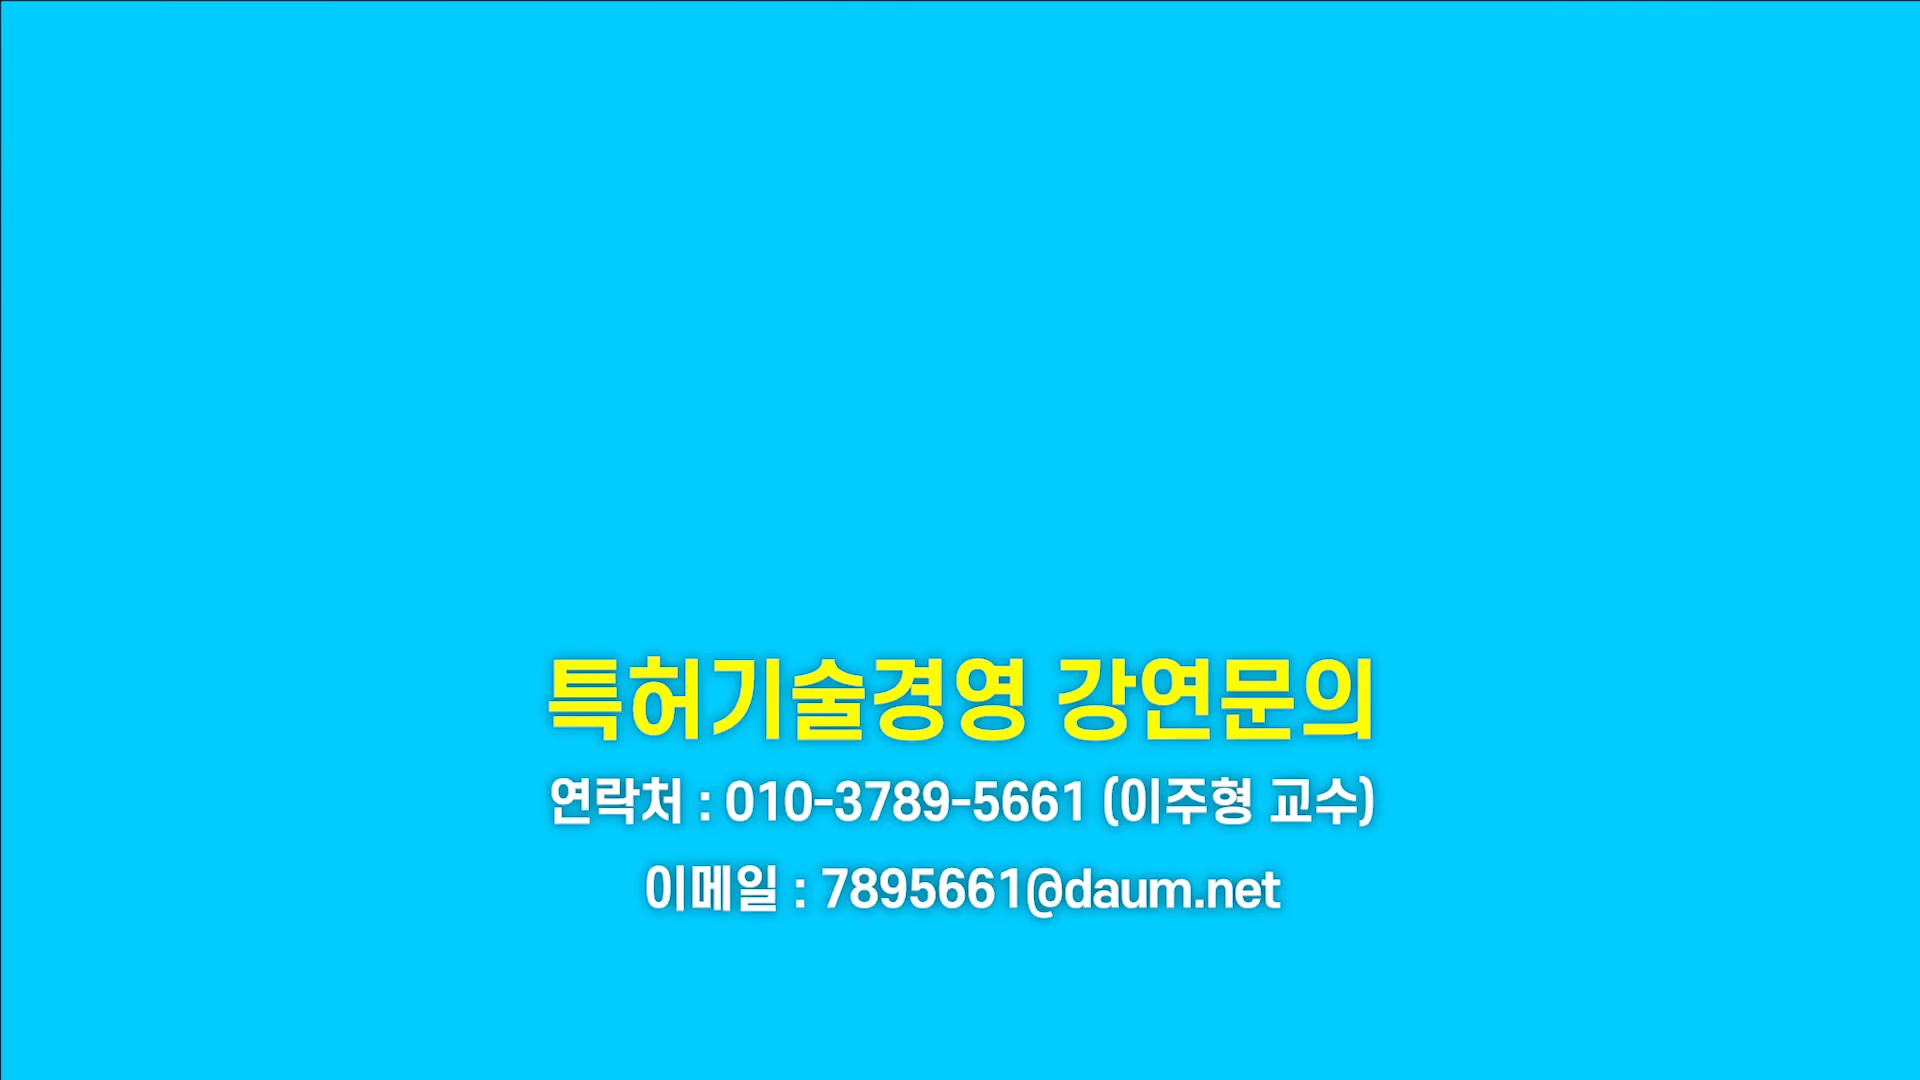 특허기술경영 강연문의
연락처 : 010-3789-5661 (이주형 교수)
이메일 : 7895661@daum.net